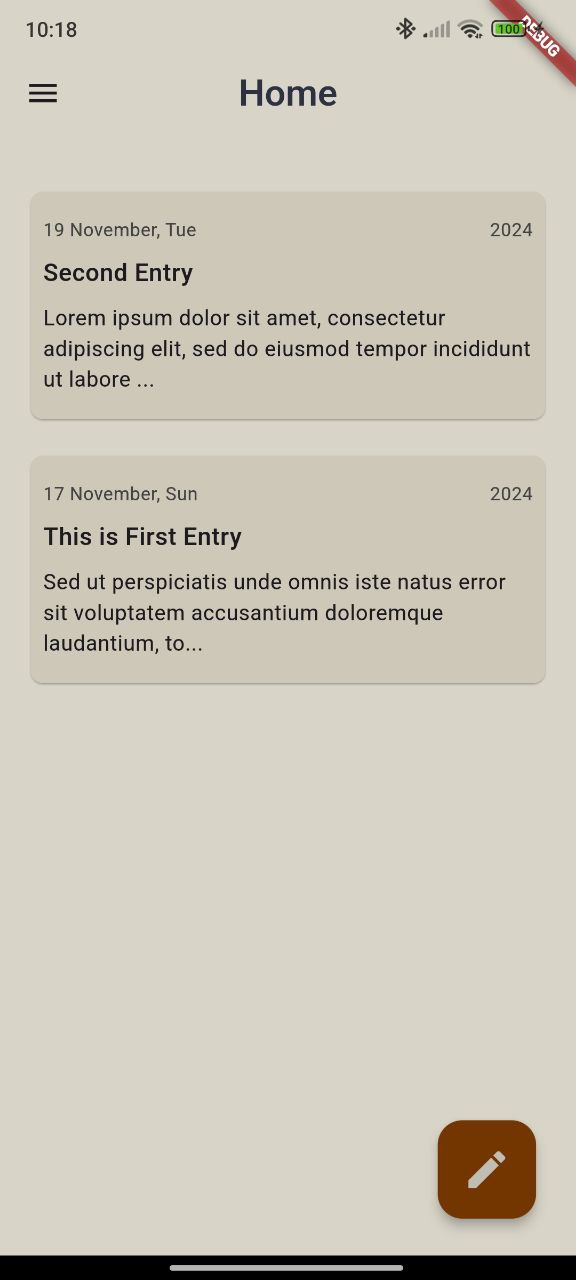 10:18
100
DEBUG
Home
19 November, Tue 2024
Second Entry
Lorem ipsum dolor sit amet, consectetur
adipiscing elit, sed do eiusmod tempor incididunt
ut labore ...
17 November, Sun 2024
This is First Entry
Sed ut perspiciatis unde omnis iste natus error
sit voluptatem accusantium doloremque
laudantium, to...